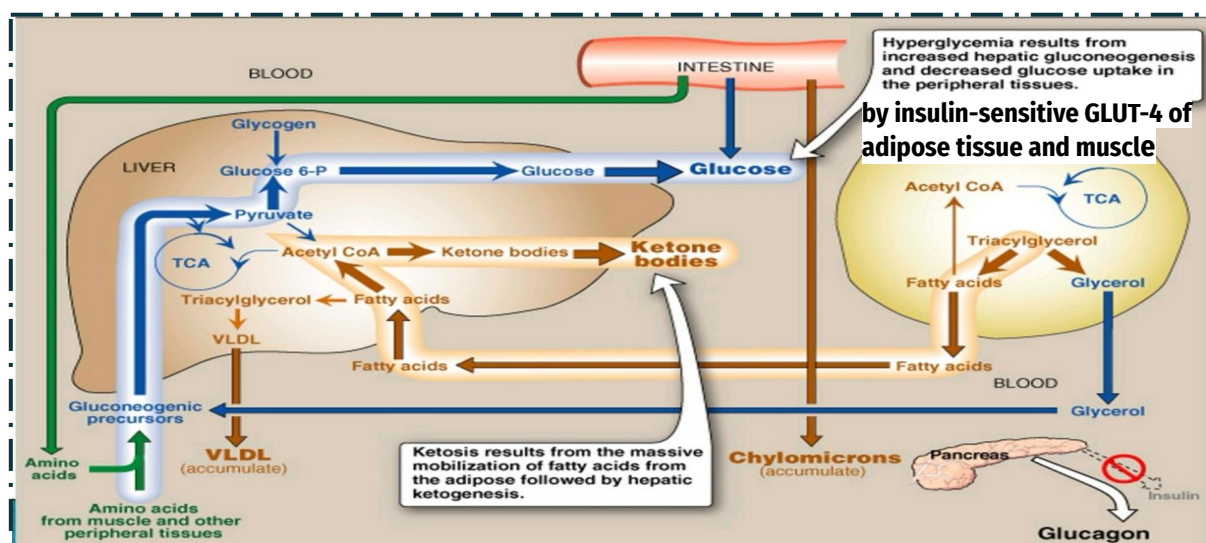 Hyperglycemia results from
increased hepatic gluconeogenesis
and decreased glucose uptake in
the peripheral tissues.
by insulin-sensitive GLUT-4 of
adipose tissue and muscle
INTESTINE
BLOOD
Glycogen
LIVER
Glucose 6-P
Glucose
Glucose
Pyruvate
TCA
Acetyl CoA
Ketone bodies
Ketone
bodies
Triacylglycerol
Fatty acids
VLDL
Acetyl CoA
TCA
Triacylglycerol
Fatty acids
Glycerol
Fatty acids
Fatty acids
BLOOD
Gluconeogenic
precursors
Glycerol
Amino
acids
VLDL
(accumulate)
Ketosis results from the massive
mobilization of fatty acids from
the adipose followed by hepatic
ketogenesis.
Chylomicrons
(accumulate)
Pancreas
Insulin
Glucagon
Amino acids
from muscle and other
peripheral tissues